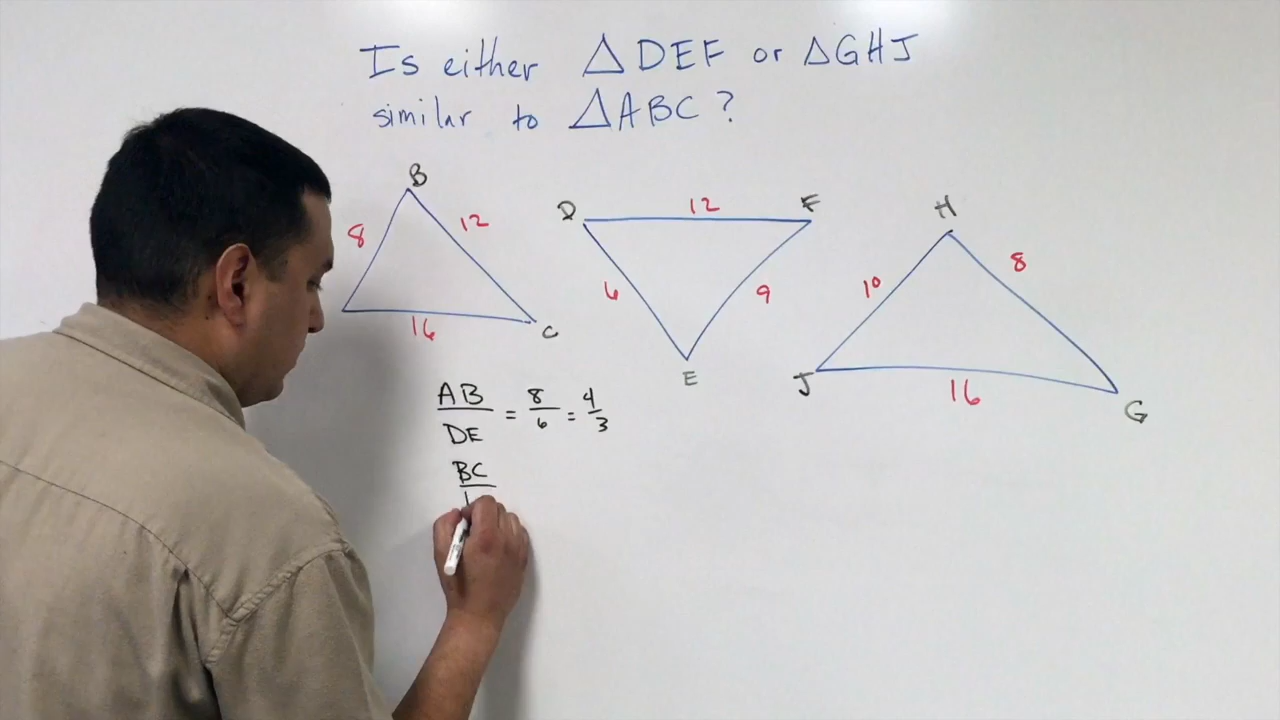 Is either △DEF or △GHJ
similar to △ABC?
B
8
12
16
C
D
12
F
6
9
E
H
10
8
J
16
G
AB/DE = 8/6 = 4/3
BC